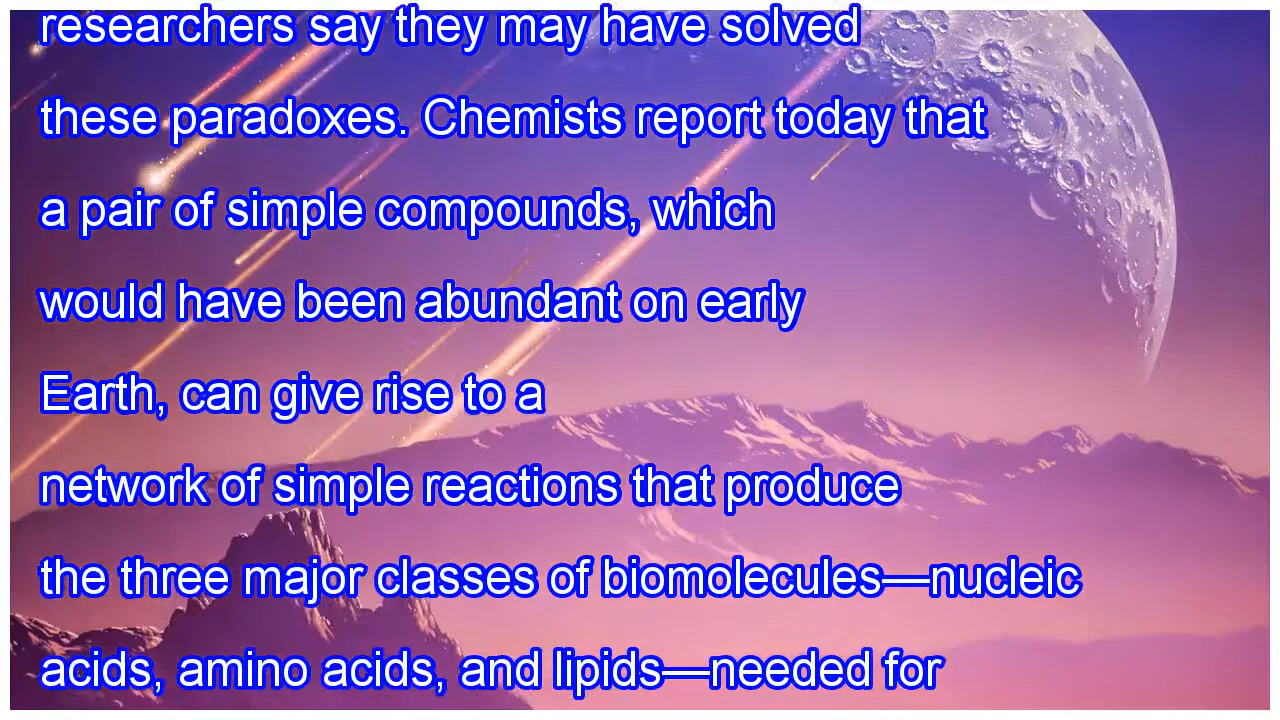 researchers say they may have solved
these paradoxes. Chemists report today that
a pair of simple compounds, which
would have been abundant on early
Earth, can give rise to a
network of simple reactions that produce
the three major classes of biomolecules—nucleic
acids, amino acids, and lipids—needed for